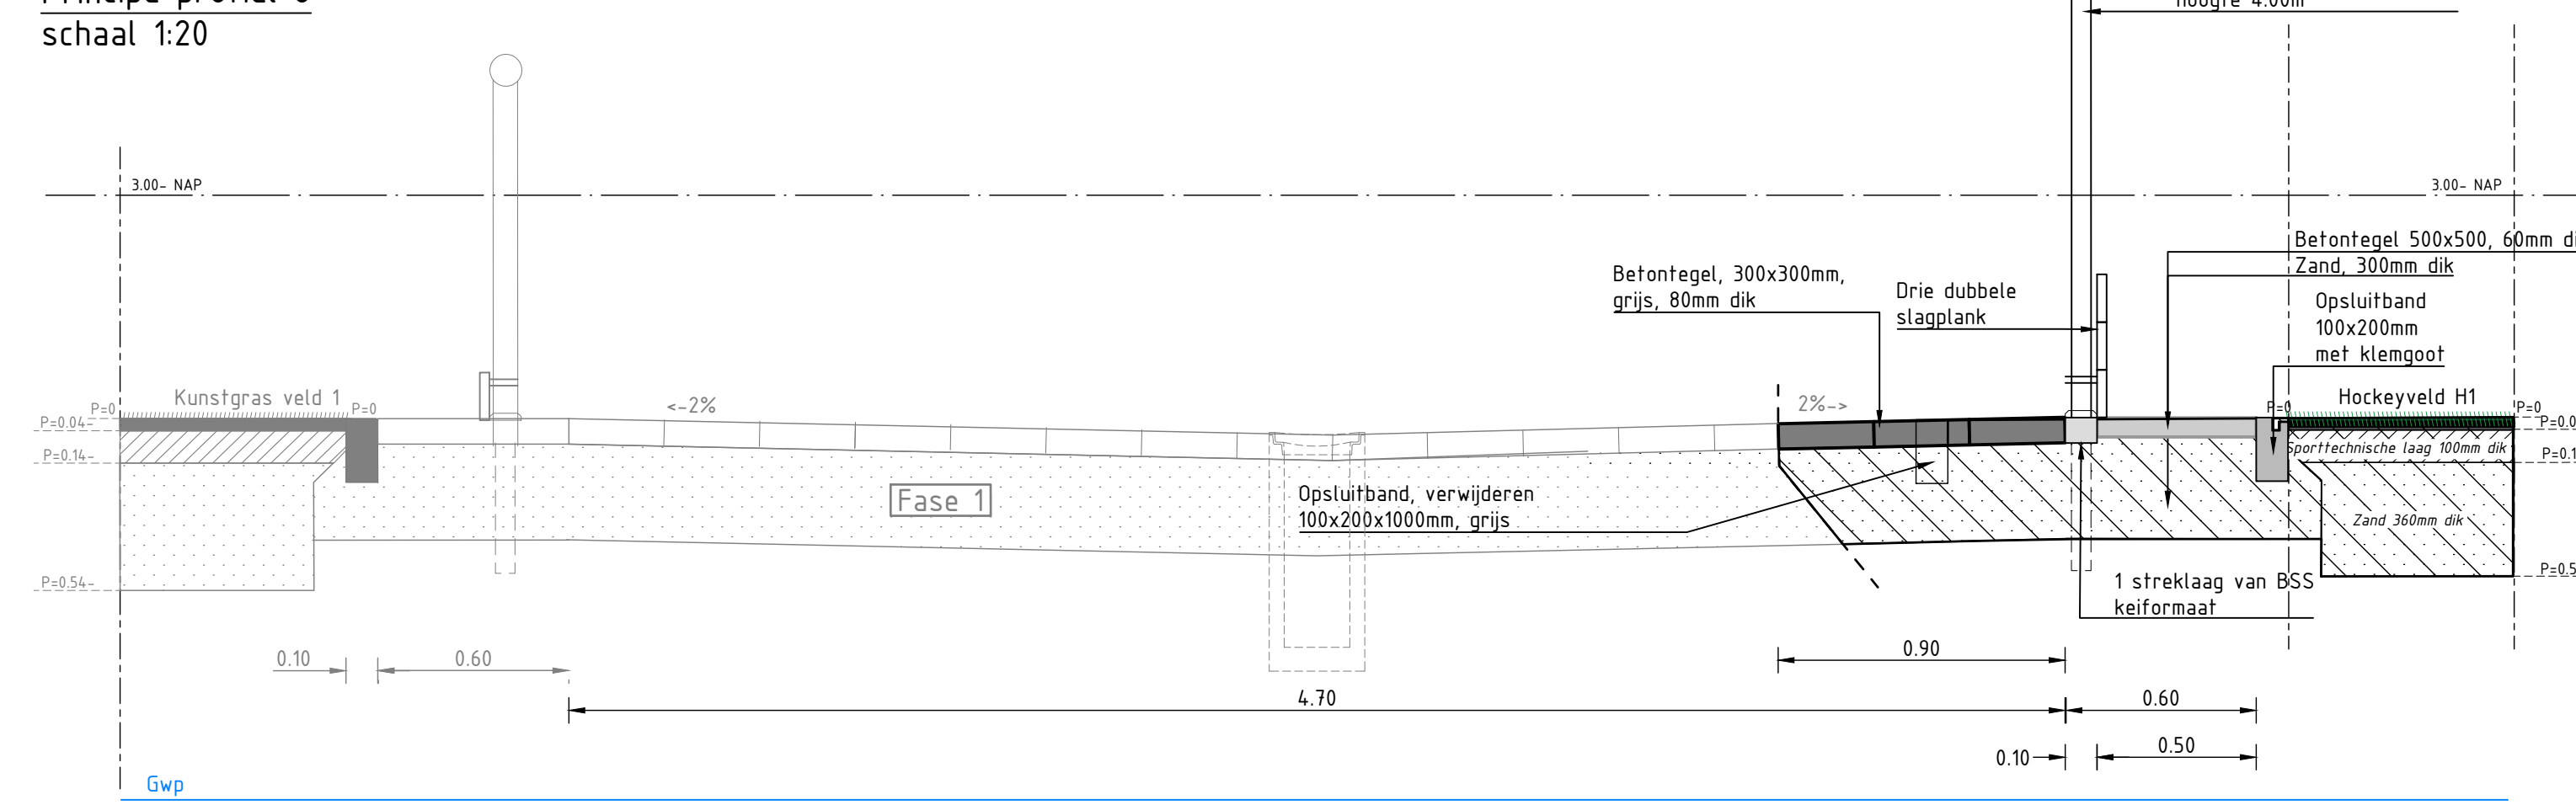 schaal 1:20
hoogte 4.00m
3.00- NAP
3.00- NAP
Betontegel 500x500, 60mm
Zand, 300mm dik
Betontegel, 300x300mm,
grijs, 80mm dik
Drie dubbele
slagplank
Opsluitband
100x200mm
met klemgoot
Kunstgras veld 1
Hockeyveld H1
P=0
P=0
P=0
P=0
<-2%
2%->
P=0.04-
P=0.14-
P=0.54-
Sporttechnische laag 100mm dik
Zand 360mm dik
Fase 1
Opsluitband, verwijderen
100x200x1000mm, grijs
1 streklaag van BSS
keiformaat
0.10
0.60
0.90
4.70
0.60
0.10
0.50
Gwp